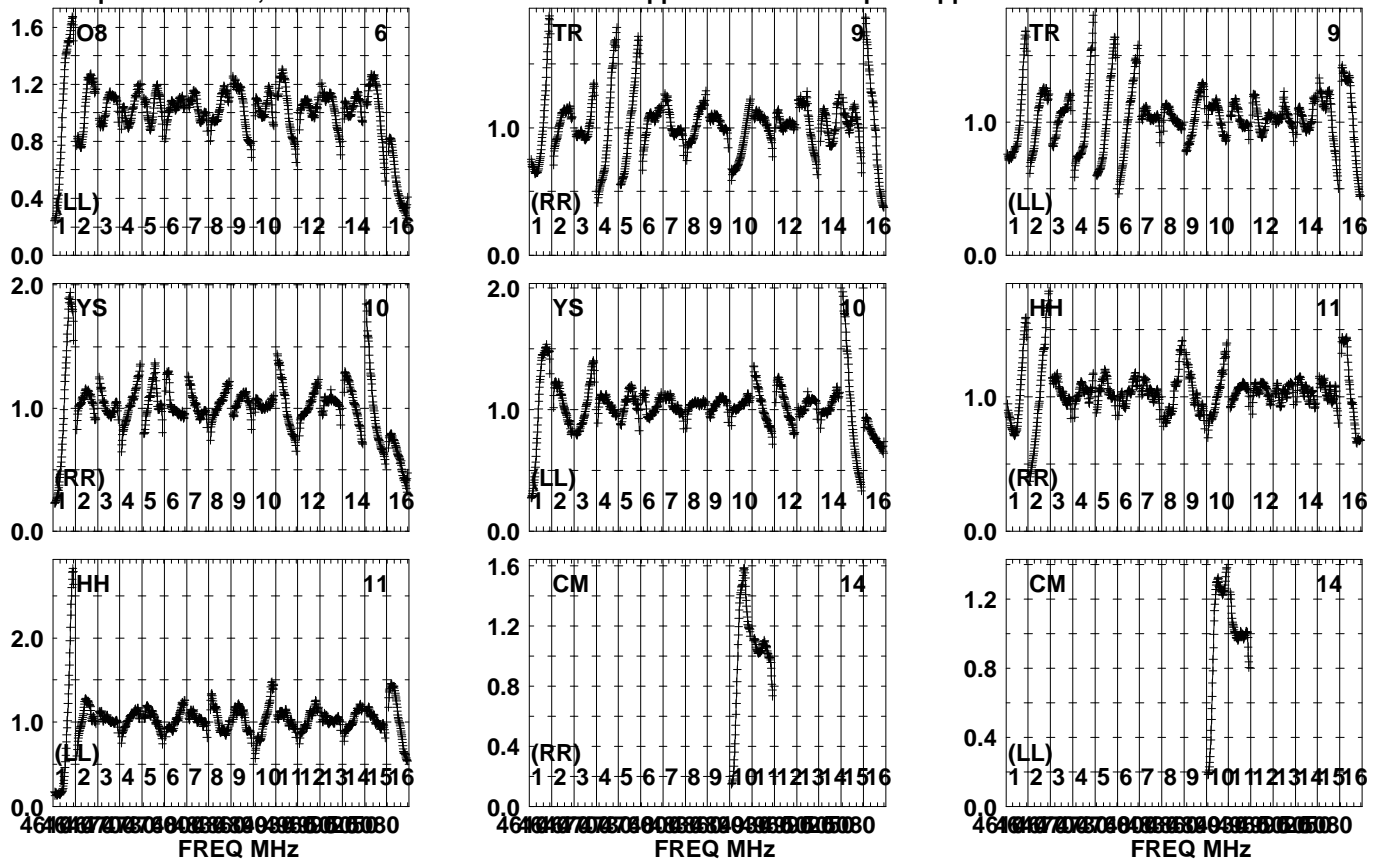 O8 6
1.6
1.2
0.8
0.4
0.0
(LL)
1 2 3 4 5 6 7 8 9 10 12 14 16
TR 9
1.0
0.0
(RR)
1 2 3 4 5 6 7 8 9 10 12 14 16
TR 9
1.0
0.0
(LL)
1 2 3 4 5 6 7 8 9 10 12 14 16
YS 10
2.0
1.0
0.0
(RR)
1 2 3 4 5 6 7 8 9 10 12 14 16
YS 10
2.0
1.0
0.0
(LL)
1 2 3 4 5 6 7 8 9 10 12 14 16
HH 11
1.0
0.0
(RR)
1 2 3 4 5 6 7 8 9 10 12 14 16
HH 11
2.0
1.0
0.0
(LL)
1 2 3 4 5 6 7 8 9 10 11 12 13 14 15 16
FREQ MHz
CM 14
1.6
1.2
0.8
0.4
0.0
(RR)
1 2 3 4 5 6 7 8 9 10 11 12 13 14 15 16
FREQ MHz
CM 14
1.2
0.8
0.4
0.0
(LL)
1 2 3 4 5 6 7 8 9 10 11 12 13 14 15 16
FREQ MHz